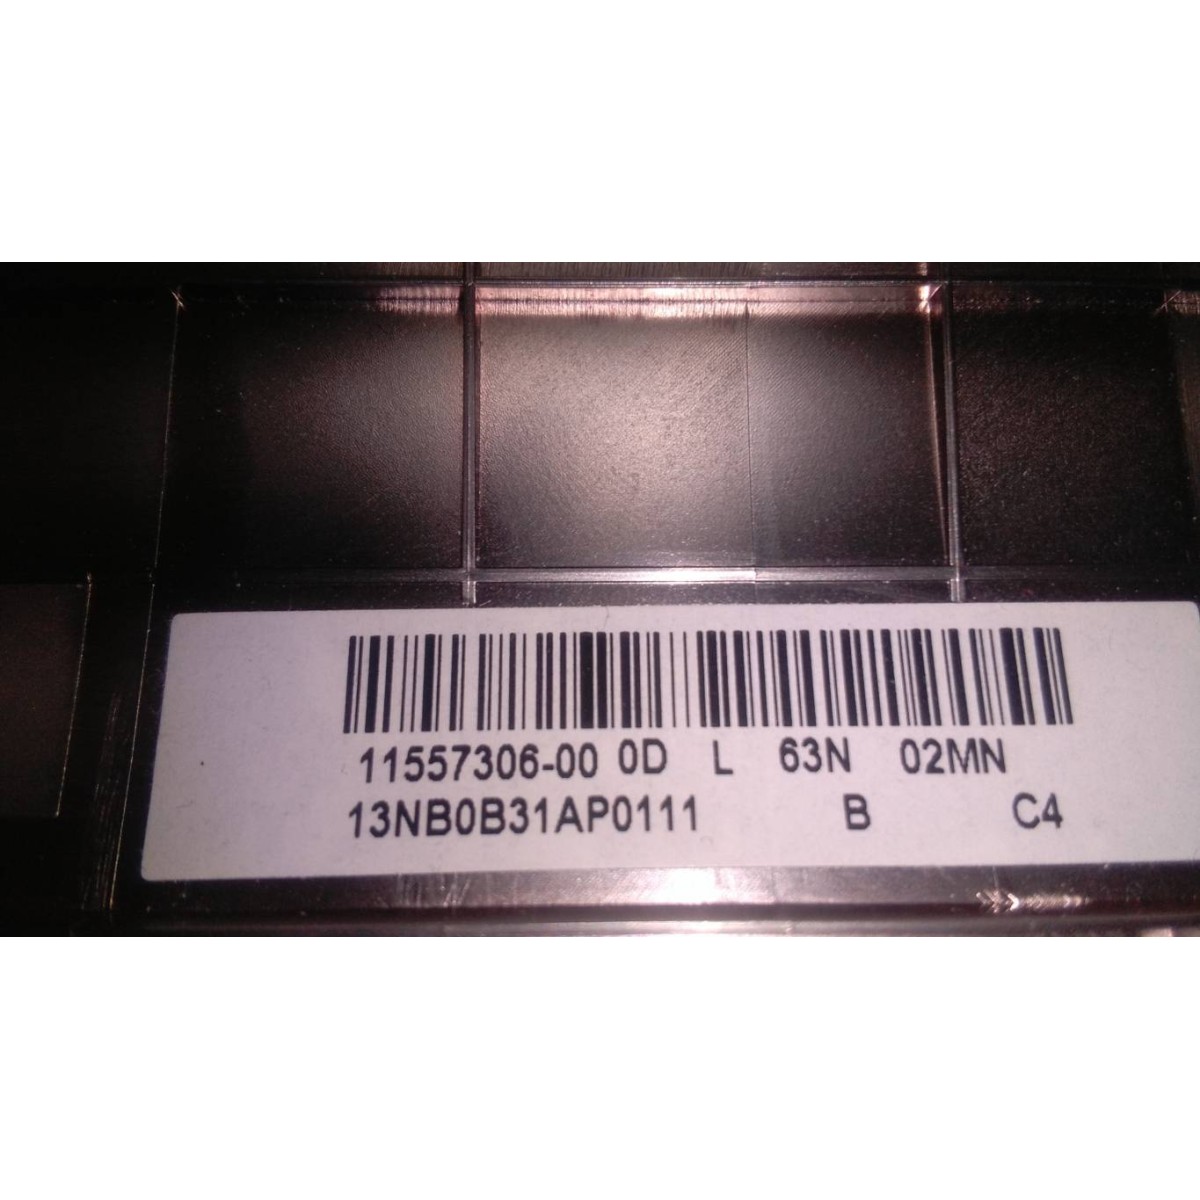 11557306-00 0D L 63N 02MN
13NB0B31AP0111 B C4